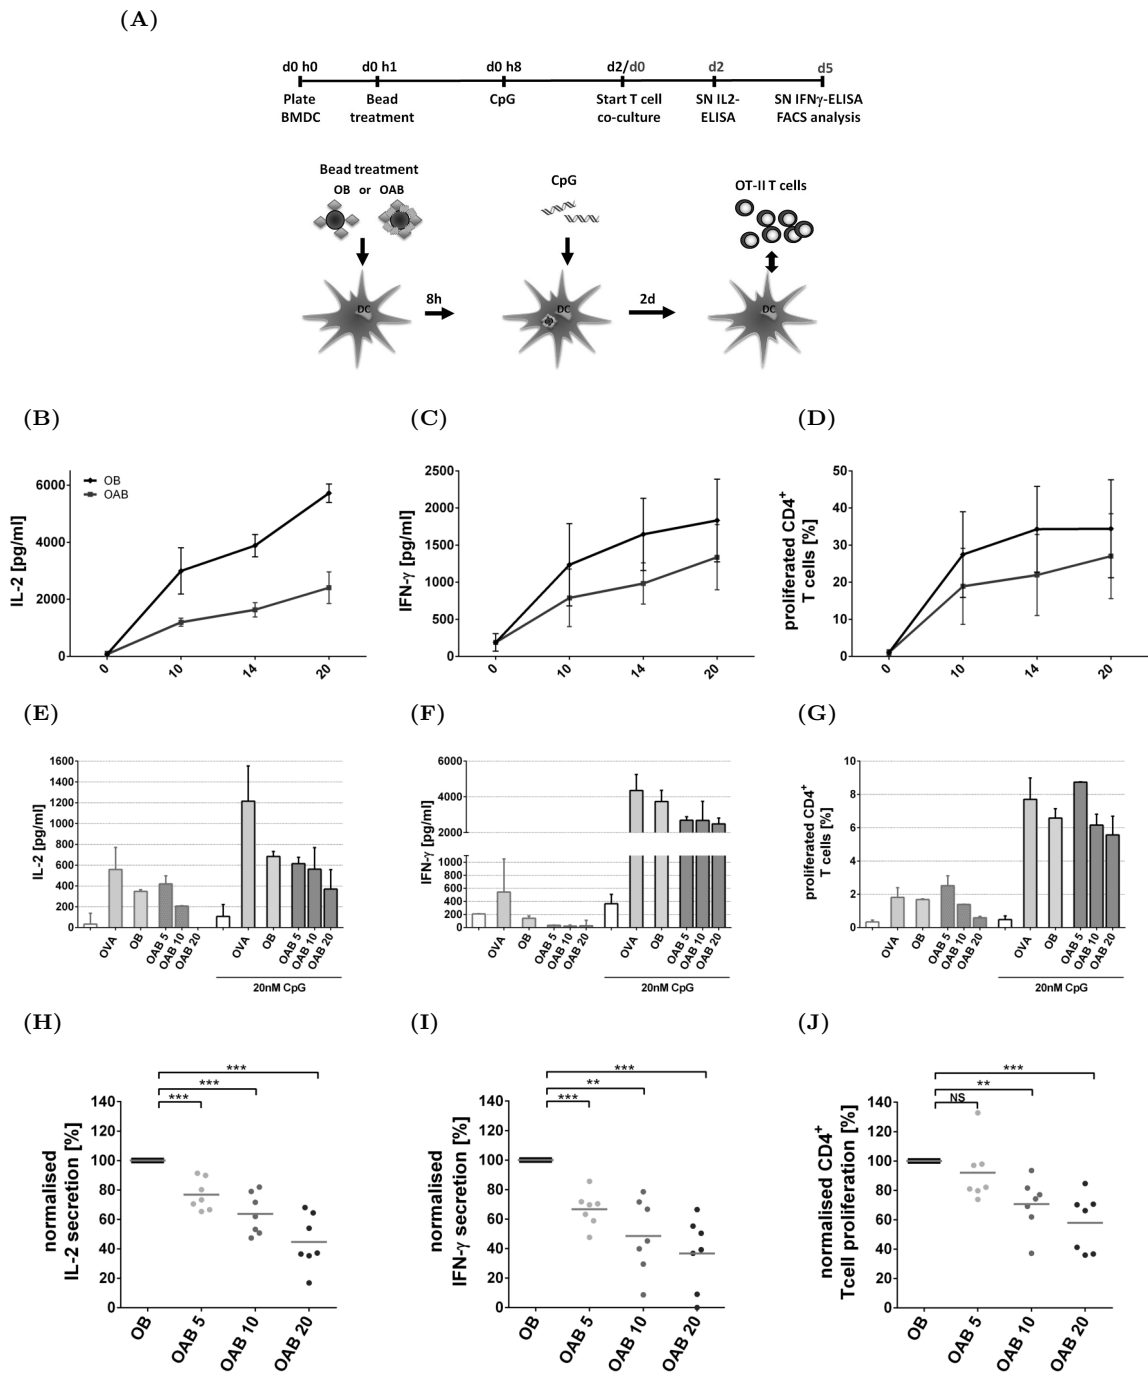 (A)
d0 h0 d0 h1 d0 h8 d2/d0 d2 d5
Plate Bead CpG Start T cell SN IL2- SN IFNγ-ELISA
BMDC treatment co-culture ELISA FACS analysis
Bead treatment
OB or OAB
CpG
OT-II T cells
DC
8h
DC
2d
DC
(B)
IL-2 [pg/ml]
6000
4000
2000
0
OB
OAB
0 10 14 20
(C)
IFN-γ [pg/ml]
2500
2000
1500
1000
500
0
0 10 14 20
(D)
proliferated CD4+
T cells [%]
50
40
30
20
10
0
0 10 14 20
(E)
IL-2 [pg/ml]
1600
1400
1200
1000
800
600
400
200
0
OVA OB OAB 5 OAB 10 OAB 20 OVA OB OAB 5 OAB 10 OAB 20
20nM CpG
(F)
IFN-γ [pg/ml]
6000
4000
2000
1000
800
600
400
200
0
OVA OB OAB 5 OAB 10 OAB 20 OVA OB OAB 5 OAB 10 OAB 20
20nM CpG
(G)
proliferated CD4+
T cells [%]
10
8
6
4
2
0
OVA OB OAB 5 OAB 10 OAB 20 OVA OB OAB 5 OAB 10 OAB 20
20nM CpG
(H)
normalised
IL-2 secretion [%]
***
***
***
140
120
100
80
60
40
20
0
OB OAB 5 OAB 10 OAB 20
(I)
normalised
IFN-γ secretion [%]
***
**
***
140
120
100
80
60
40
20
0
OB OAB 5 OAB 10 OAB 20
(J)
normalised CD4+
Tcell proliferation [%]
***
**
NS
140
120
100
80
60
40
20
0
OB OAB 5 OAB 10 OAB 20